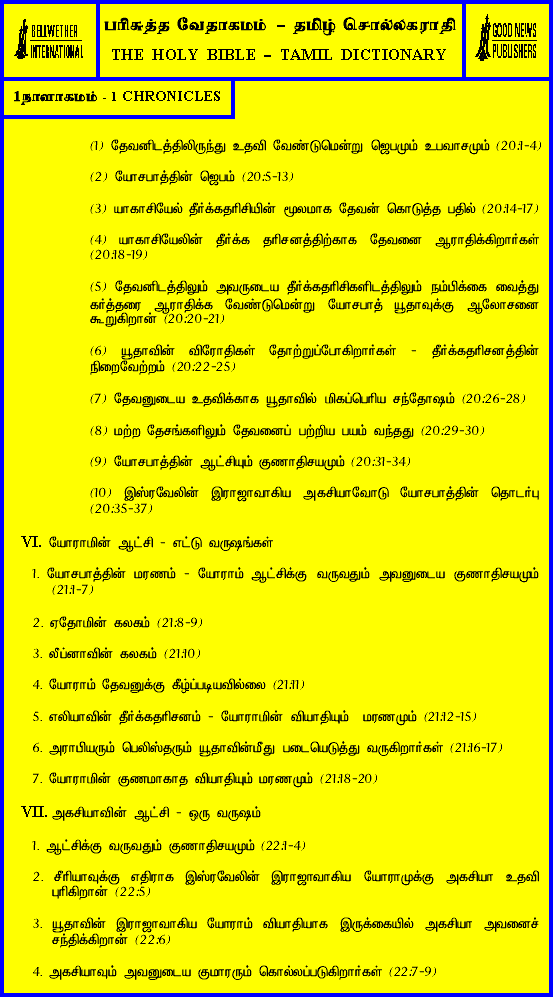 BELLWETHER
INTERNATIONAL
பரிசுத்த வேதாகமம் – தமிழ் சொல்லகராதி
THE HOLY BIBLE – TAMIL DICTIONARY
GOOD NEWS
PUBLISHERS
1நாளாகமம் - 1 CHRONICLES
(1) தேவனிடத்திலிருந்து உதவி வேண்டுமென்று ஜெபமும் உபவாசமும் (20:1-4)
(2) யோசபாத்தின் ஜெபம் (20:5-13)
(3) யாகாசியேல் தீர்க்கதரிசியின் மூலமாக தேவன் கொடுத்த பதில் (20:14-17)
(4) யாகாசியேலின் தீர்க்க தரிசனத்திற்காக தேவனை ஆராதிக்கிறார்கள்
(20:18-19)
(5) தேவனிடத்திலும் அவருடைய தீர்க்கதரிசிகளிடத்திலும் நம்பிக்கை வைத்து
கர்த்தரை ஆராதிக்க வேண்டுமென்று யோசபாத் யூதாவுக்கு ஆலோசனை
கூறுகிறான் (20:20-21)
(6) யூதாவின் விரோதிகள் தோற்றுப்போகிறார்கள் - தீர்க்கதரிசனத்தின்
நிறைவேற்றம் (20:22-25)
(7) தேவனுடைய உதவிக்காக யூதாவில் மிகப்பெரிய சந்தோஷம் (20:26-28)
(8) மற்ற தேசங்களிலும் தேவனைப் பற்றிய பயம் வந்தது (20:29-30)
(9) யோசபாத்தின் ஆட்சியும் குணாதிசயமும் (20:31-34)
(10) இஸ்ரவேலின் இராஜாவாகிய அகசியாவோடு யோசபாத்தின் தொடர்பு
(20:35-37)
VI. யோராமின் ஆட்சி - எட்டு வருஷங்கள்
1. யோசபாத்தின் மரணம் - யோராம் ஆட்சிக்கு வருவதும் அவனுடைய குணாதிசயமும்
(21:1-7)
2. ஏதோமின் கலகம் (21:8-9)
3. லீப்னாவின் கலகம் (21:10)
4. யோராம் தேவனுக்கு கீழ்ப்படியவில்லை (21:11)
5. எலியாவின் தீர்க்கதரிசனம் - யோராமின் வியாதியும் மரணமும் (21:12-15)
6. அராபியரும் பெலிஸ்தரும் யூதாவின்மீது படையெடுத்து வருகிறார்கள் (21:16-17)
7. யோராமின் குணமாகாத வியாதியும் மரணமும் (21:18-20)
VII. அகசியாவின் ஆட்சி - ஒரு வருஷம்
1. ஆட்சிக்கு வருவதும் குணாதிசயமும் (22:1-4)
2. சீரியாவுக்கு எதிராக இஸ்ரவேலின் இராஜாவாகிய யோராமுக்கு அகசியா உதவி
புரிகிறான் (22:5)
3. யூதாவின் இராஜாவாகிய யோராம் வியாதியாக இருக்கையில் அகசியா அவனைச்
சந்திக்கிறான் (22:6)
4. அகசியாவும் அவனுடைய குமாரரும் கொல்லப்படுகிறார்கள் (22:7-9)